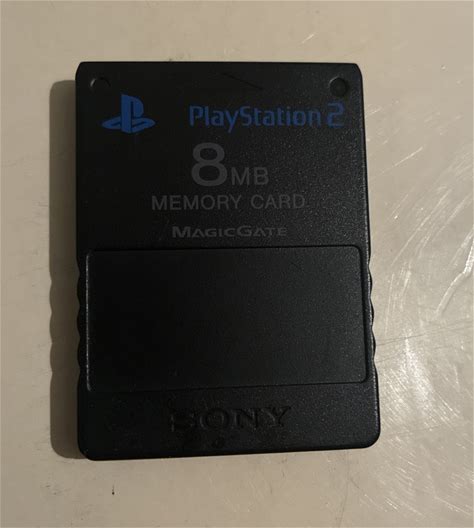 PlayStation 2
8MB
MEMORY CARD
MAGICGATE
SONY